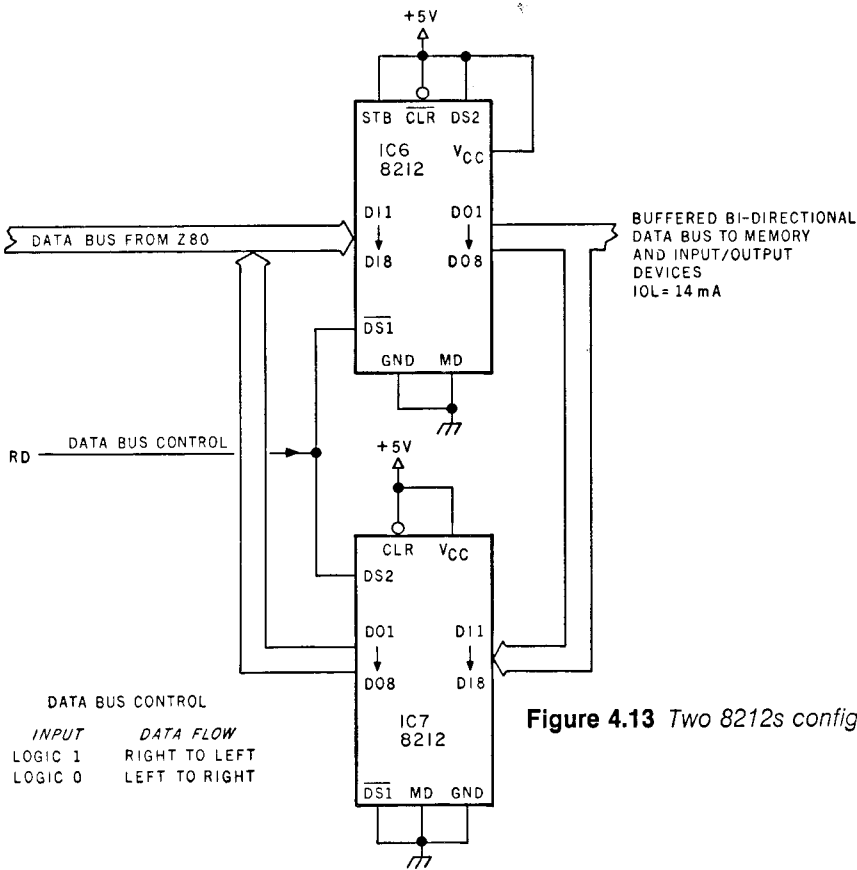 +5V
STB CLR DS2
IC6
8212
VCC
DI1
DI8
DO1
DO8
DATA BUS FROM Z80
BUFFERED BI-DIRECTIONAL
DATA BUS TO MEMORY
AND INPUT/OUTPUT
DEVICES
IOL= 14 mA
DS1
GND MD
RD DATA BUS CONTROL
+5V
CLR VCC
DS2
DO1
DO8
DI1
DI8
IC7
8212
DS1 MD GND
DATA BUS CONTROL
INPUT DATA FLOW
LOGIC 1 RIGHT TO LEFT
LOGIC 0 LEFT TO RIGHT
Figure 4.13 Two 8212s config